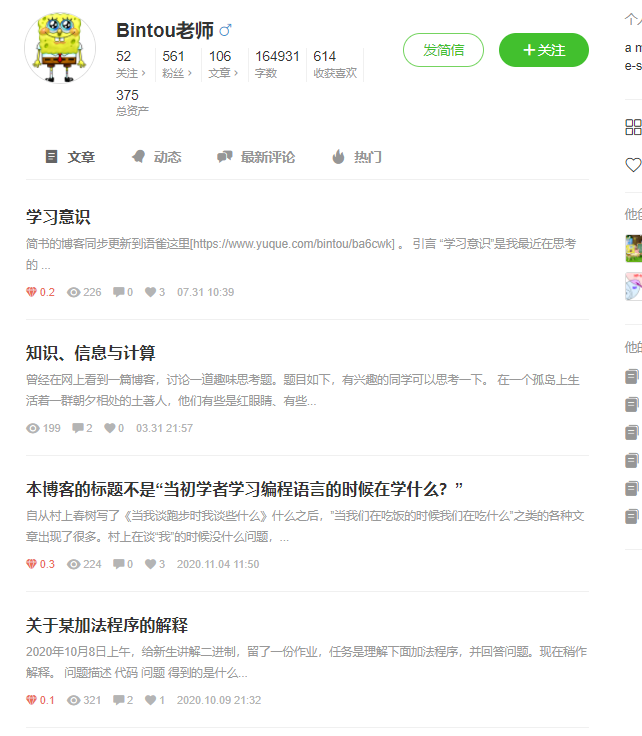 Bintou老师
52 561 106 164931 614
关注 粉丝 文章 字数 收获喜欢
375
总资产
发简信
+关注
文章 动态 最新评论 热门
学习意识
简书的博客同步更新到语雀这里[https://www.yuque.com/bintou/ba6cwk] 。 引言 “学习意识”是我最近在思考
的 ...
0.2 226 0 3 07.31 10:39
知识、信息与计算
曾经在网上看到一篇博客，讨论一道趣味思考题。题目如下，有兴趣的同学可以思考一下。 在一个孤岛上生
活着一群朝夕相处的土著人，他们有些是红眼睛、有些...
199 2 0 03.31 21:57
本博客的标题不是“当初学者学习编程语言的时候在学什么？”
自从村上春树写了《当我谈跑步时我谈些什么》什么之后，”当我们在吃饭的时候我们在吃什么”之类的各种文
章出现了很多。村上在谈“我”的时候没什么问题，...
0.3 224 0 3 2020.11.04 11:50
关于某加法程序的解释
2020年10月8日上午，给新生讲解二进制，留了一份作业，任务是理解下面加法程序，并回答问题。现在稍作
解释。 问题描述 代码 问题 得到的是什么...
0.1 321 2 1 2020.10.09 21:32
a m
e-s